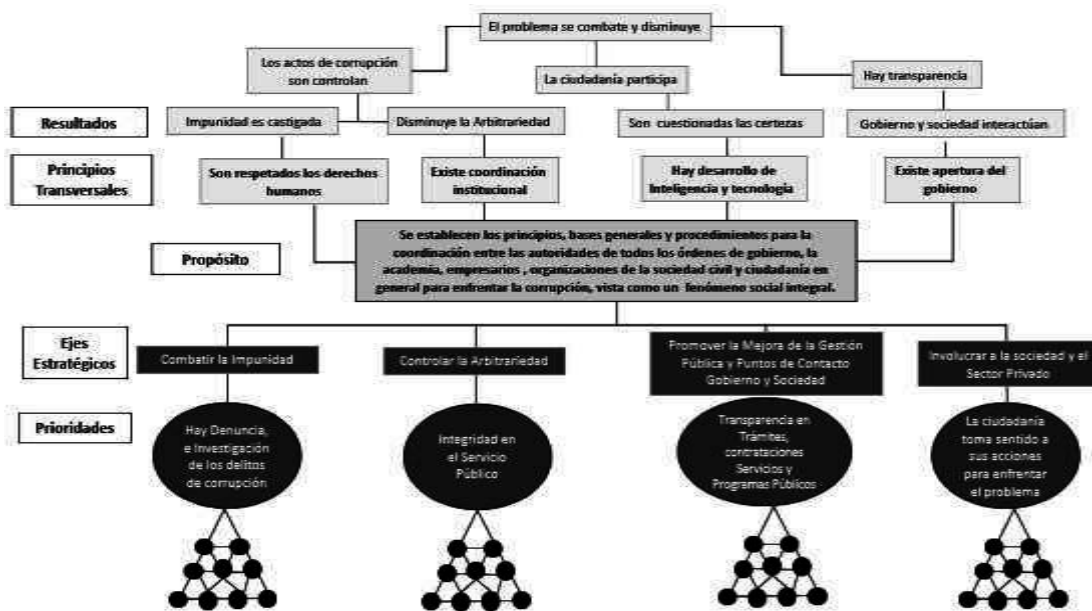 El problema se combate y disminuye
Los actos de corrupción
son controlan
La ciudadanía participa
Hay transparencia
Resultados
Impunidad es castigada
Disminuye la Arbitrariedad
Son cuestionadas las certezas
Gobierno y sociedad interactúan
Principios
Transversales
Son respetados los derechos
humanos
Existe coordinación
institucional
Hay desarrollo de
Inteligencia y tecnología
Existe apertura del
gobierno
Propósito
Se establecen los principios, bases generales y procedimientos para la
coordinación entre las autoridades de todos los órdenes de gobierno, la
academia, empresarios , organizaciones de la sociedad civil y ciudadanía en
general para enfrentar la corrupción, vista como un fenómeno social integral.
Ejes
Estratégicos
Combatir la Impunidad
Controlar la Arbitrariedad
Promover la Mejora de la Gestión
Pública y Puntos de Contacto
Gobierno y Sociedad
Involucrar a la sociedad y el
Sector Privado
Prioridades
Hay Denuncia,
e Investigación
de los delitos
de corrupción
Integridad en
el Servicio
Público
Transparencia en
Trámites,
contrataciones
Servicios y
Programas Públicos
La ciudadanía
toma sentido a
sus acciones
para enfrentar
el problema